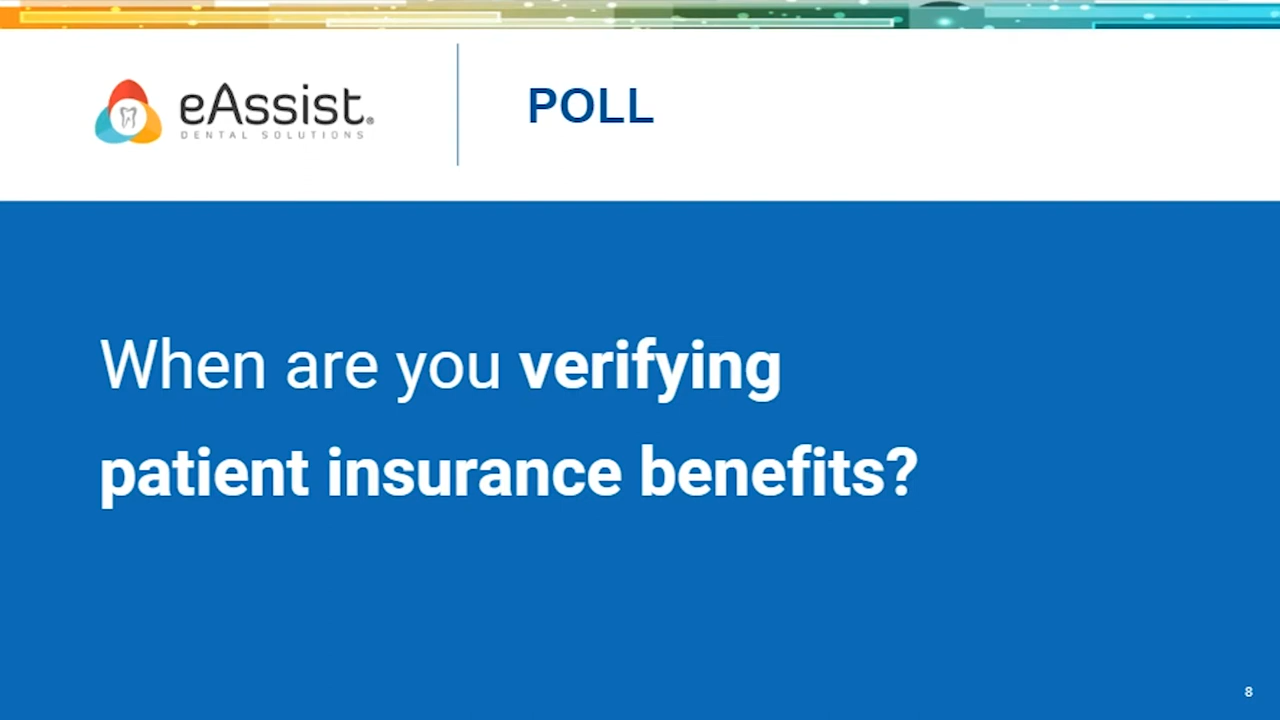 eAssist®
DENTAL SOLUTIONS
POLL
When are you verifying
patient insurance benefits?
8